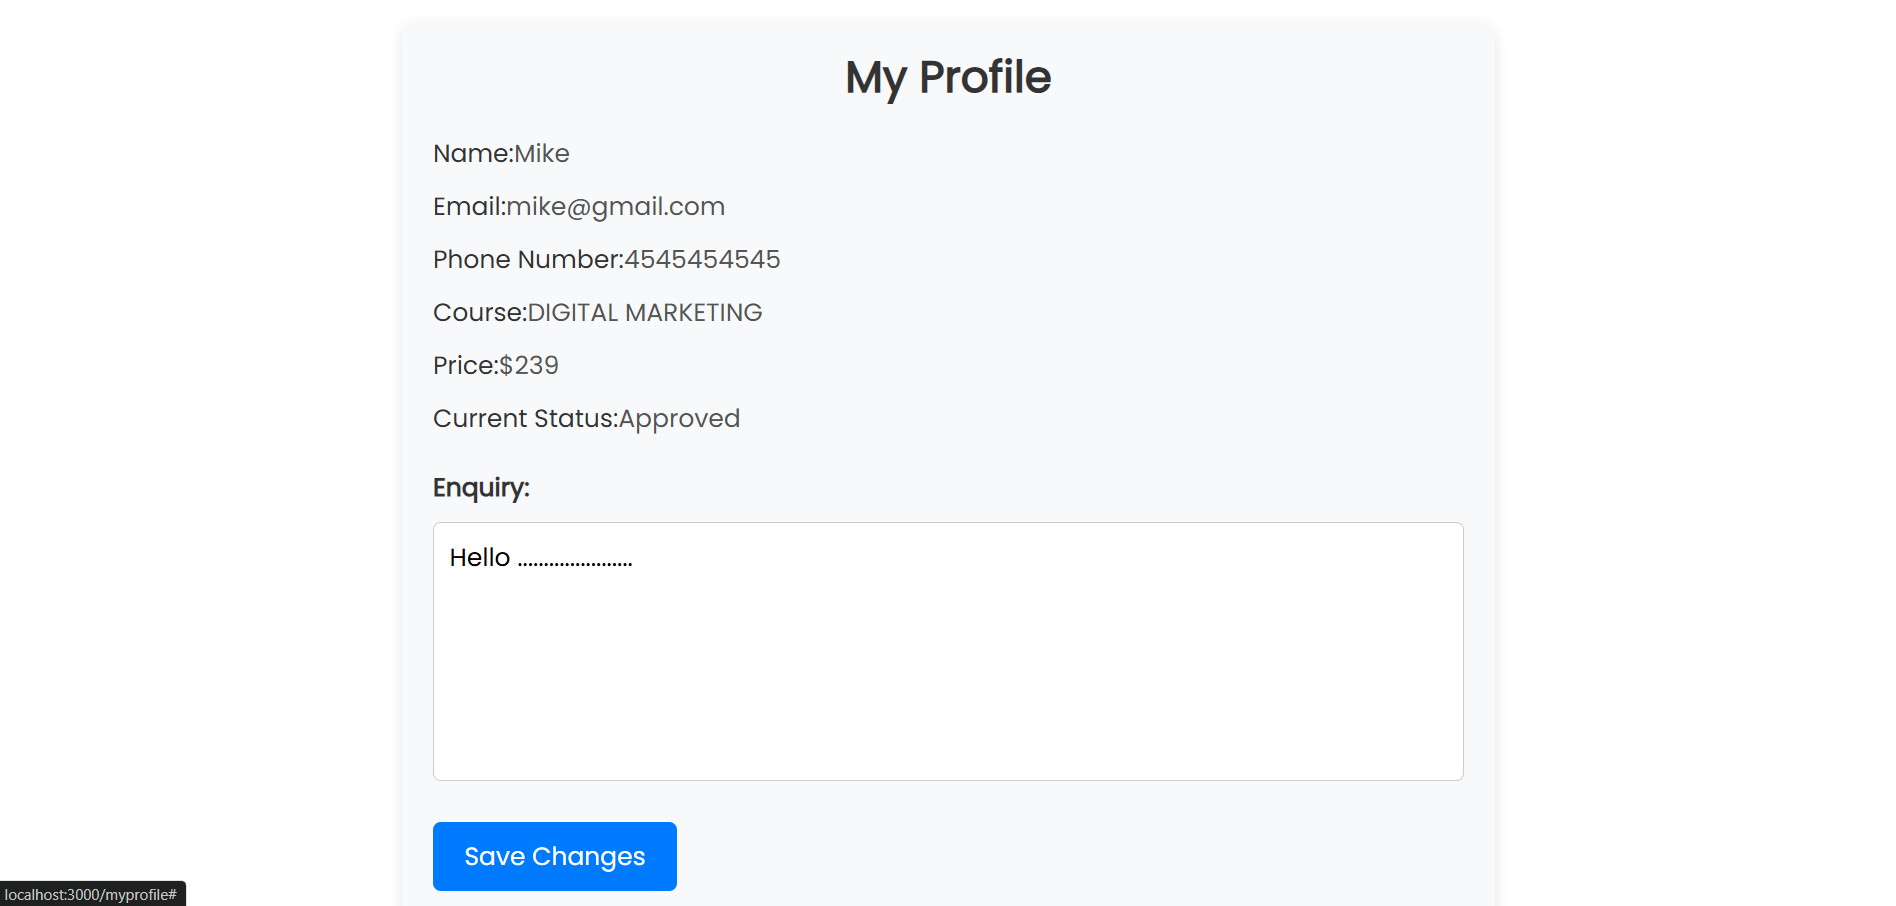 My Profile
Name:Mike
Email:mike@gmail.com
Phone Number:4545454545
Course:DIGITAL MARKETING
Price:$239
Current Status:Approved
Enquiry:
Hello ......................
Save Changes
localhost:3000/myprofile#